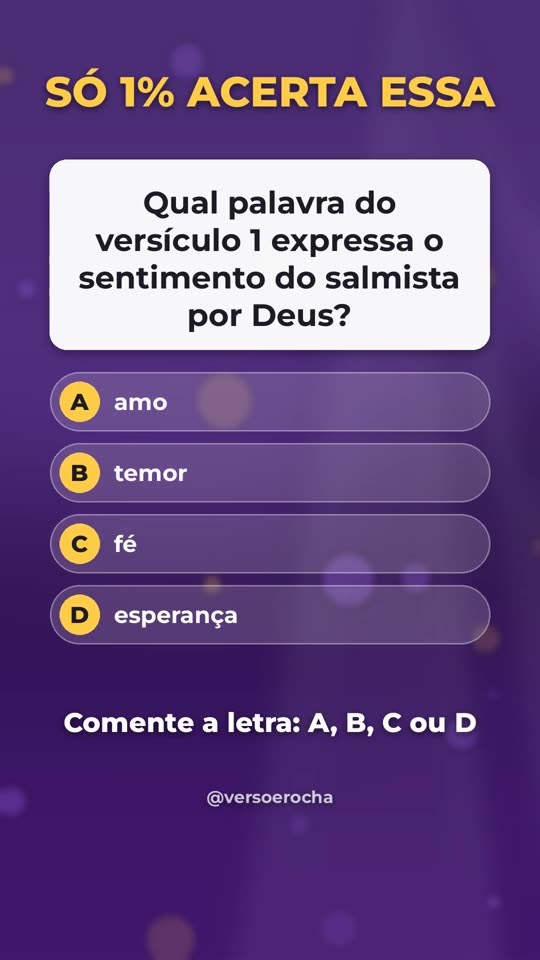 SÓ 1% ACERTA ESSA
Qual palavra do
versículo 1 expressa o
sentimento do salmista
por Deus?
A amo
B temor
C fé
D esperança
Comente a letra: A, B, C ou D
@versoerocha